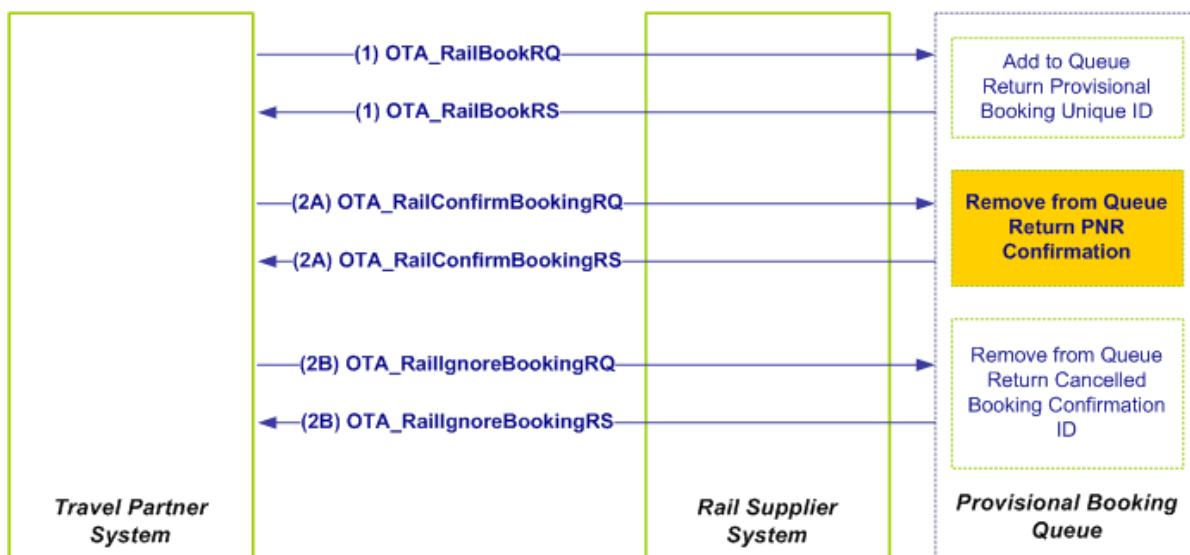 (1) OTA_RailBookRQ
(1) OTA_RailBookRS
Add to Queue
Return Provisional
Booking Unique ID
(2A) OTA_RailConfirmBookingRQ
(2A) OTA_RailConfirmBookingRS
Remove from Queue
Return PNR
Confirmation
(2B) OTA_RailIgnoreBookingRQ
(2B) OTA_RailIgnoreBookingRS
Remove from Queue
Return Cancelled
Booking Confirmation
ID
Travel Partner
System
Rail Supplier
System
Provisional Booking
Queue